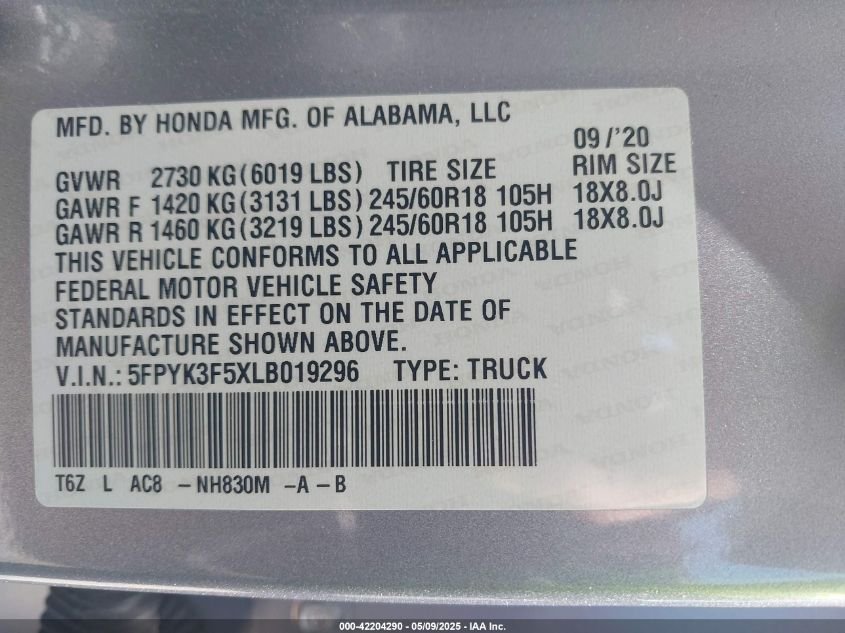 MFD. BY HONDA MFG. OF ALABAMA, LLC
09/'20
GVWR 2730 KG (6019 LBS) TIRE SIZE RIM SIZE
GAWR F 1420 KG (3131 LBS) 245/60R18 105H 18X8.0J
GAWR R 1460 KG (3219 LBS) 245/60R18 105H 18X8.0J
THIS VEHICLE CONFORMS TO ALL APPLICABLE
FEDERAL MOTOR VEHICLE SAFETY
STANDARDS IN EFFECT ON THE DATE OF
MANUFACTURE SHOWN ABOVE.
V.I.N.: 5FPYK3F5XLB019296 TYPE: TRUCK
T6Z L AC8 – NH830M – A – B
000-42204290 - 05/09/2025 - IAA Inc.